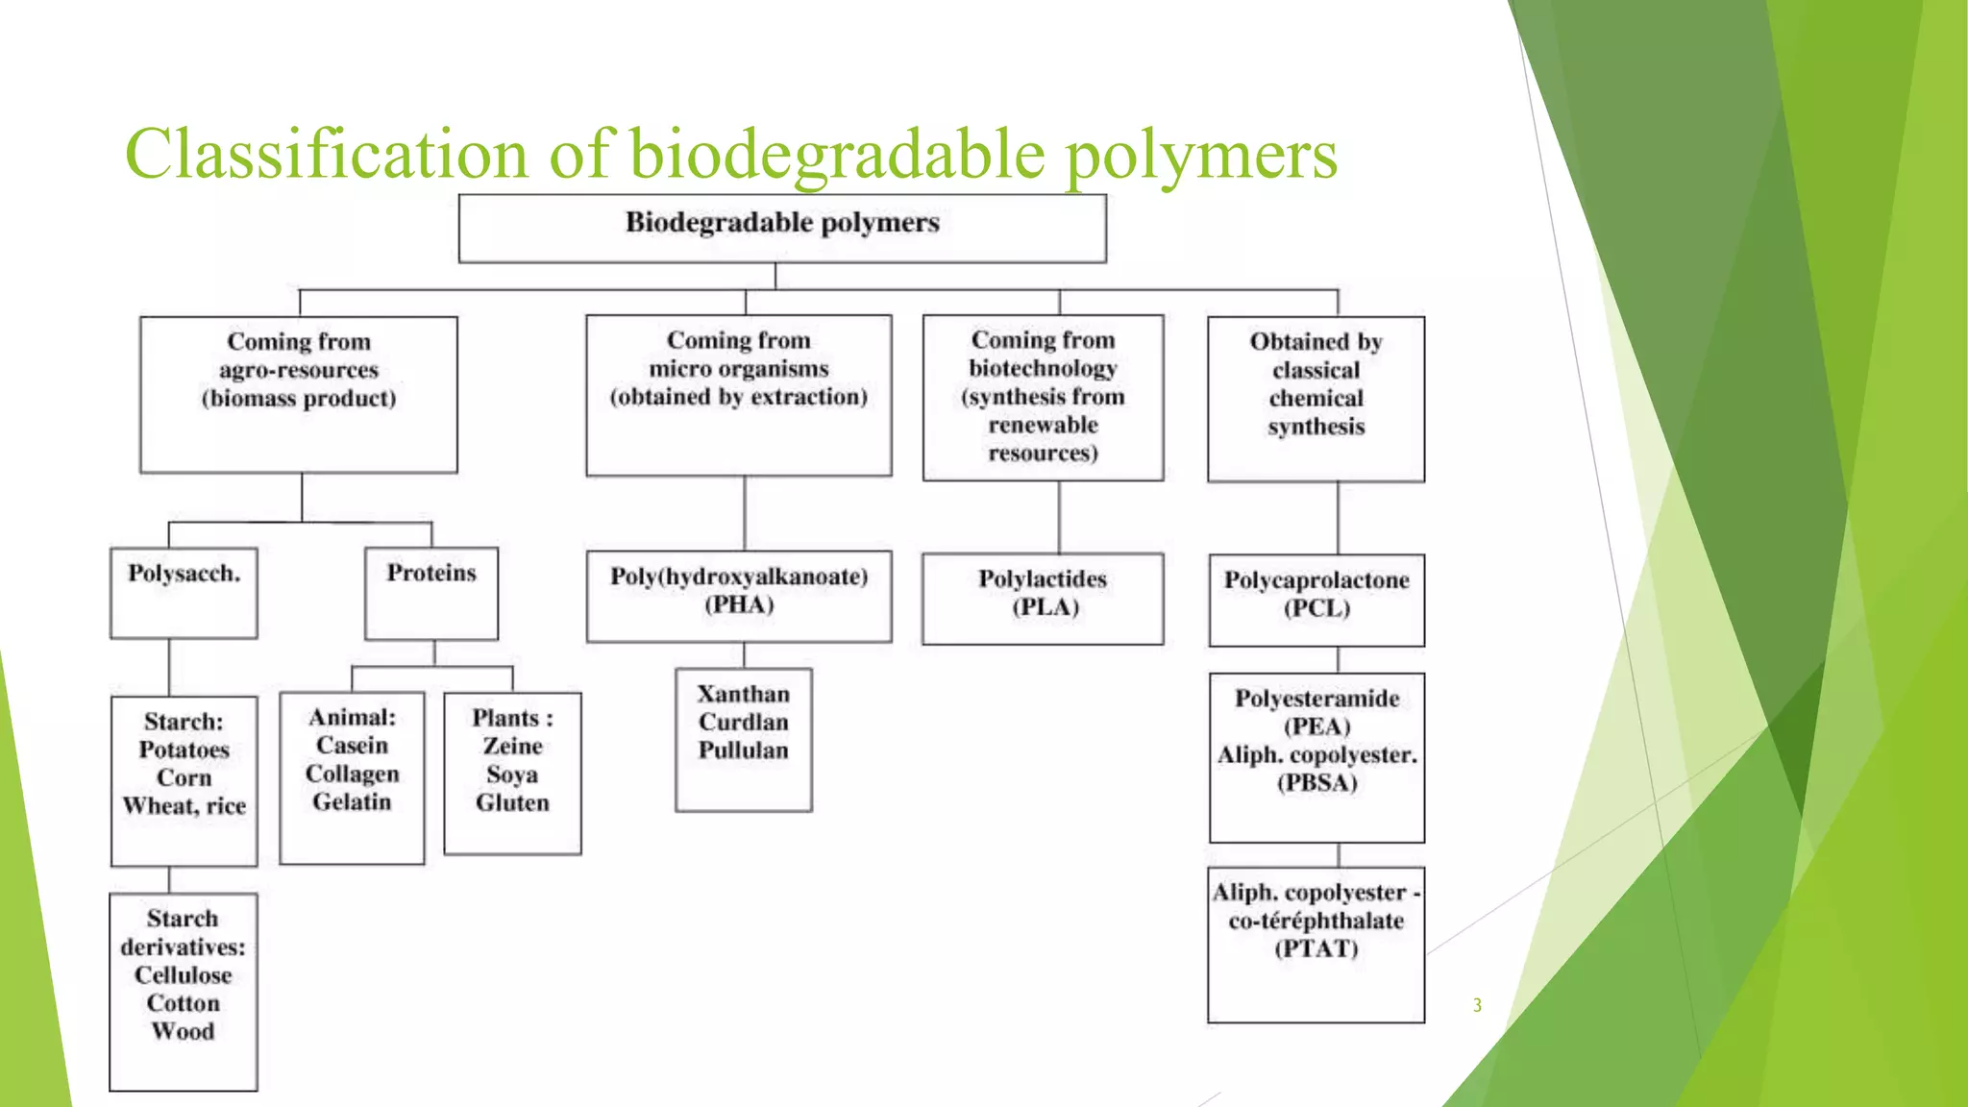 Classification of biodegradable polymers
Biodegradable polymers
Coming from
agro-resources
(biomass product)
Coming from
micro organisms
(obtained by extraction)
Coming from
biotechnology
(synthesis from
renewable
resources)
Obtained by
classical
chemical
synthesis
Polysacch.
Proteins
Poly(hydroxyalkanoate)
(PHA)
Polylactides
(PLA)
Polycaprolactone
(PCL)
Starch:
Potatoes
Corn
Wheat, rice
Animal:
Casein
Collagen
Gelatin
Plants :
Zeine
Soya
Gluten
Xanthan
Curdlan
Pullulan
Polyesteramide
(PEA)
Aliph. copolyester.
(PBSA)
Starch
derivatives:
Cellulose
Cotton
Wood
Aliph. copolyester -
co-téréphthalate
(PTAT)
3